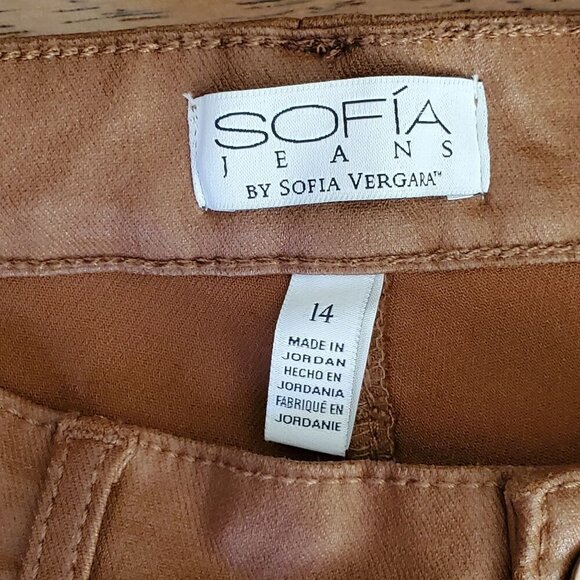 SOFÍA
JEANS
BY SOFIA VERGARA™
14
MADE IN
JORDAN
HECHO EN
JORDANIA
FABRIQUÉ EN
JORDANIE